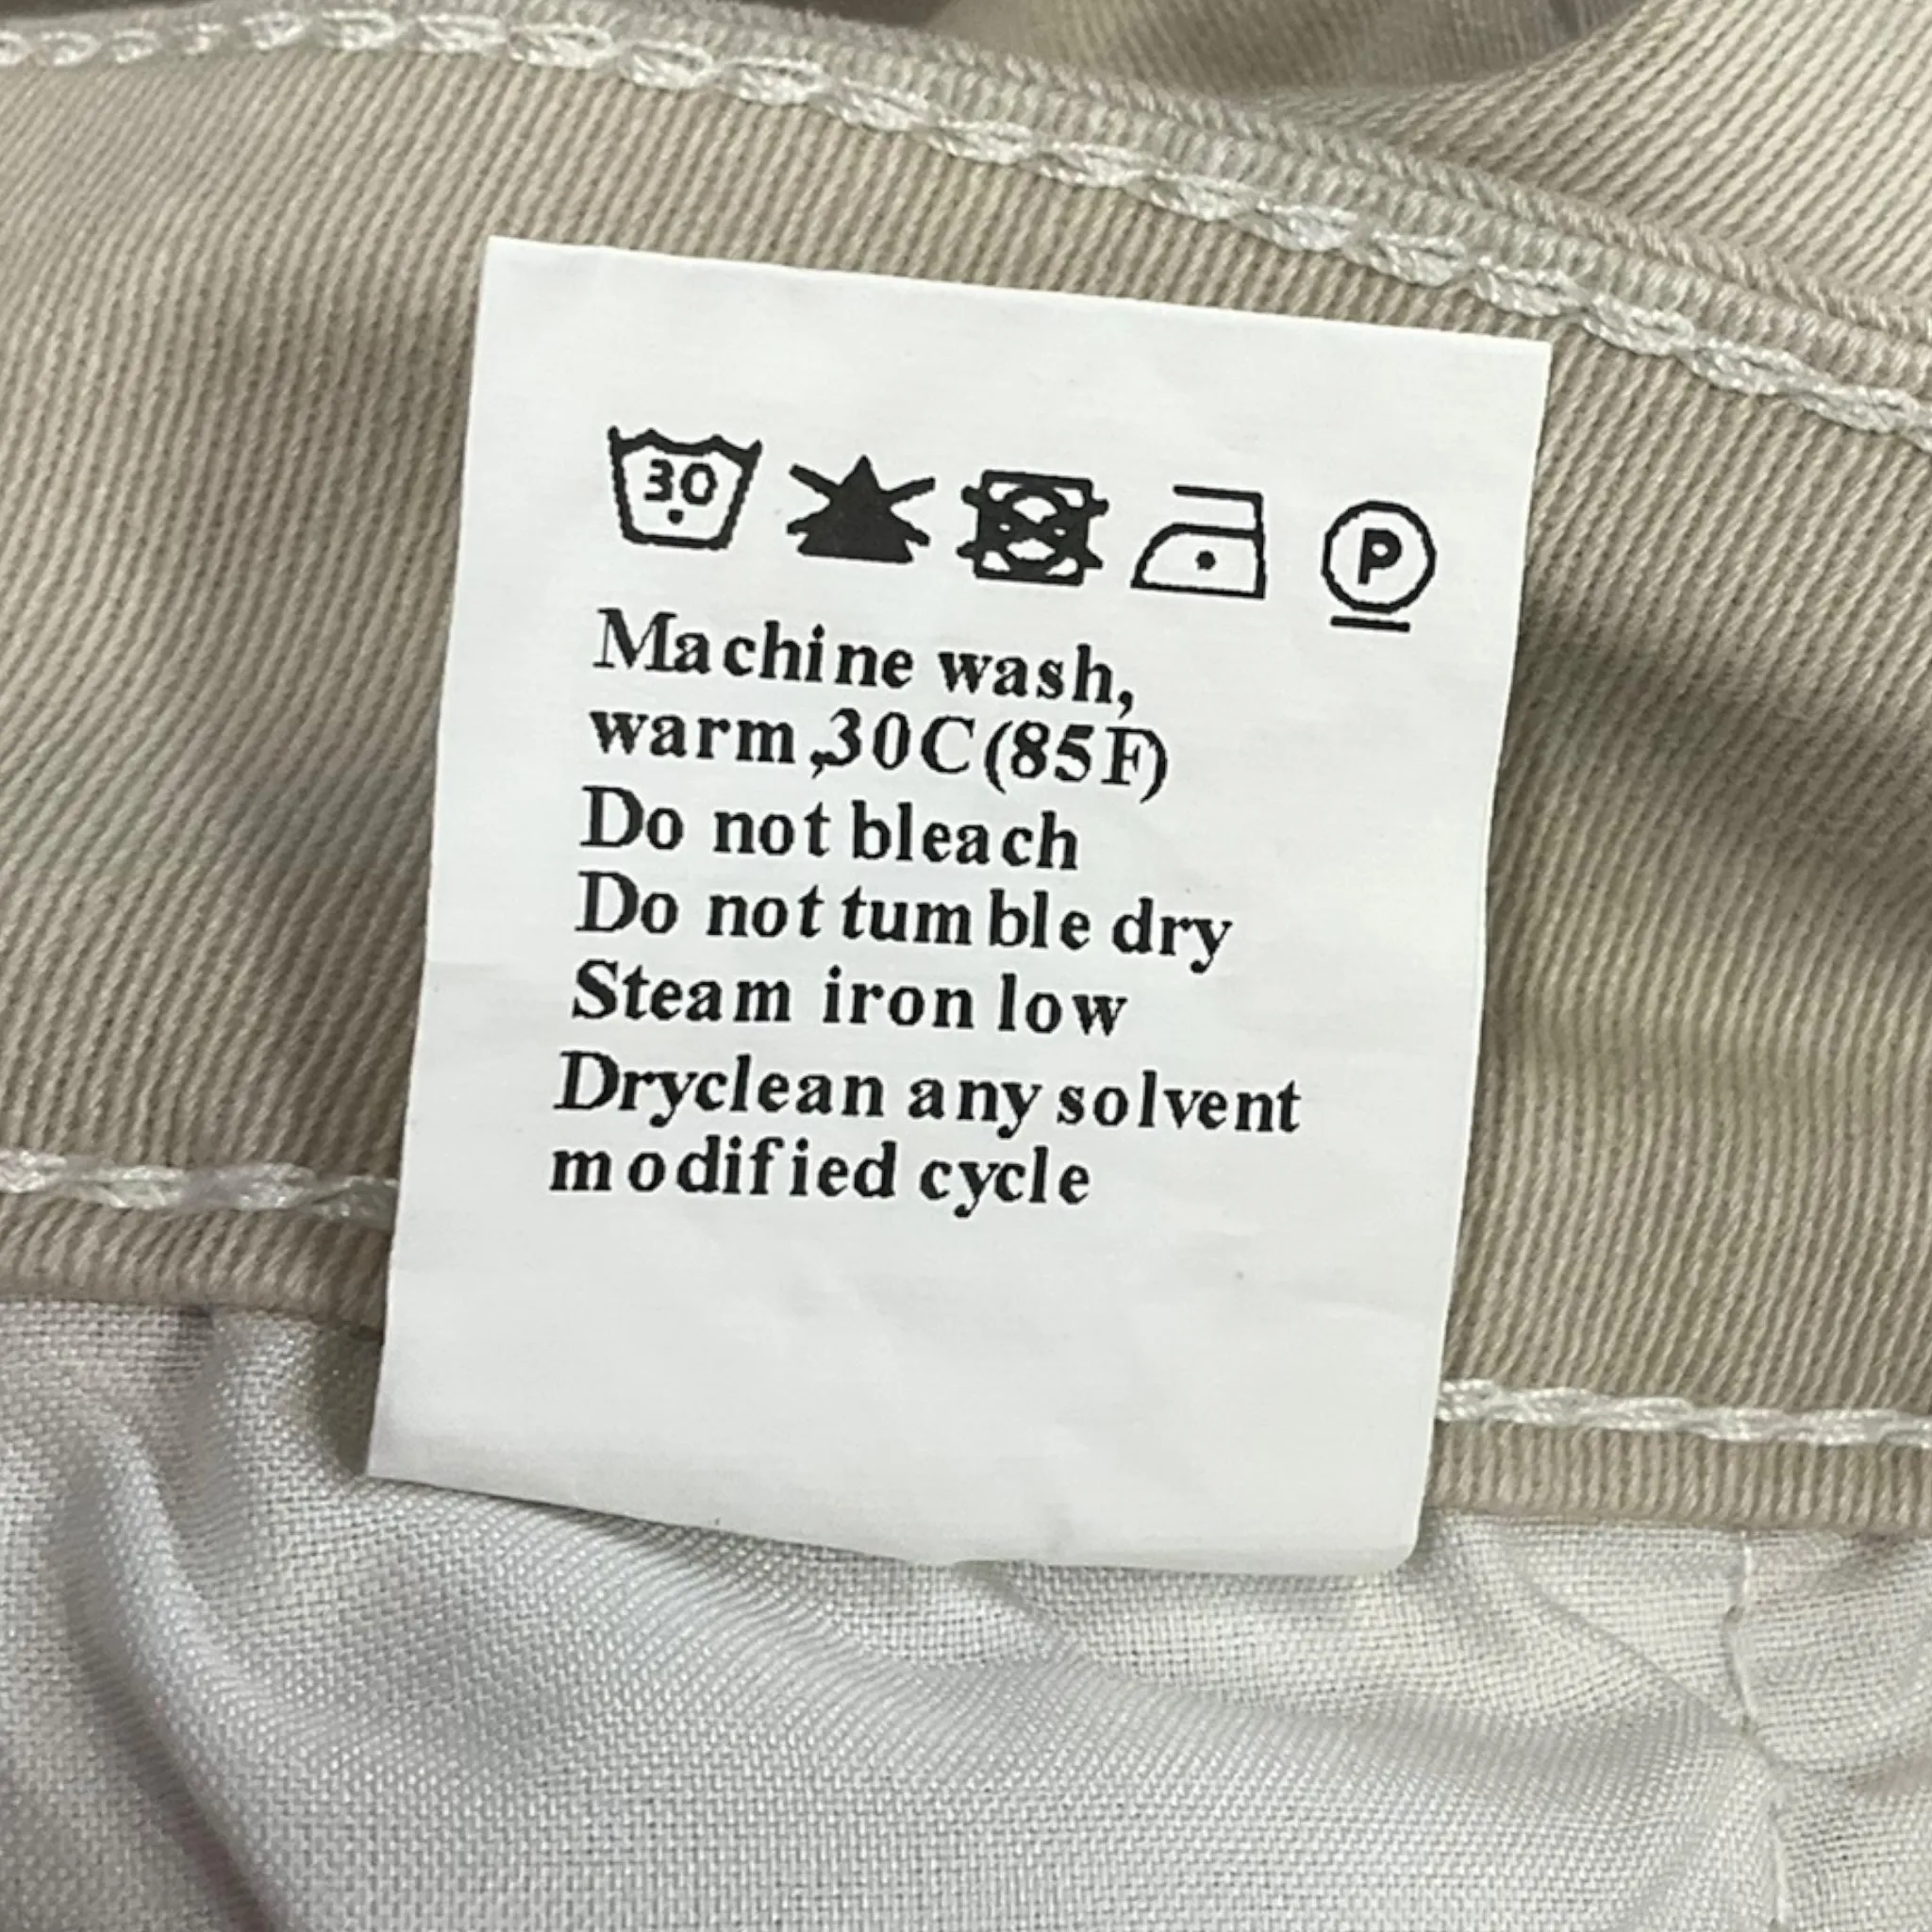 30 P
Machine wash,
warm,30C(85F)
Do not bleach
Do not tumble dry
Steam iron low
Dryclean any solvent
modified cycle